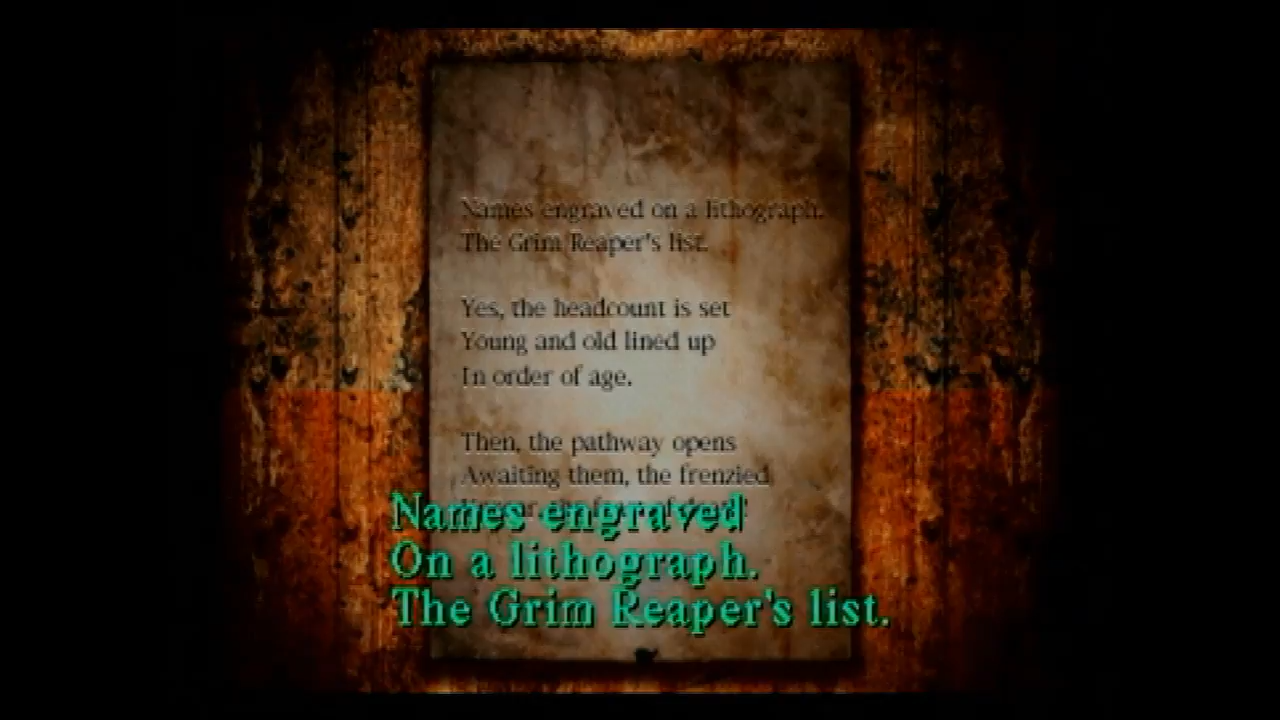 Names engraved on a lithograph.
The Grim Reaper's list.
Yes, the headcount is set
Young and old lined up
In order of age.
Then, the pathway opens
Awaiting them, the frenzied
Names engraved
On a lithograph.
The Grim Reaper's list.